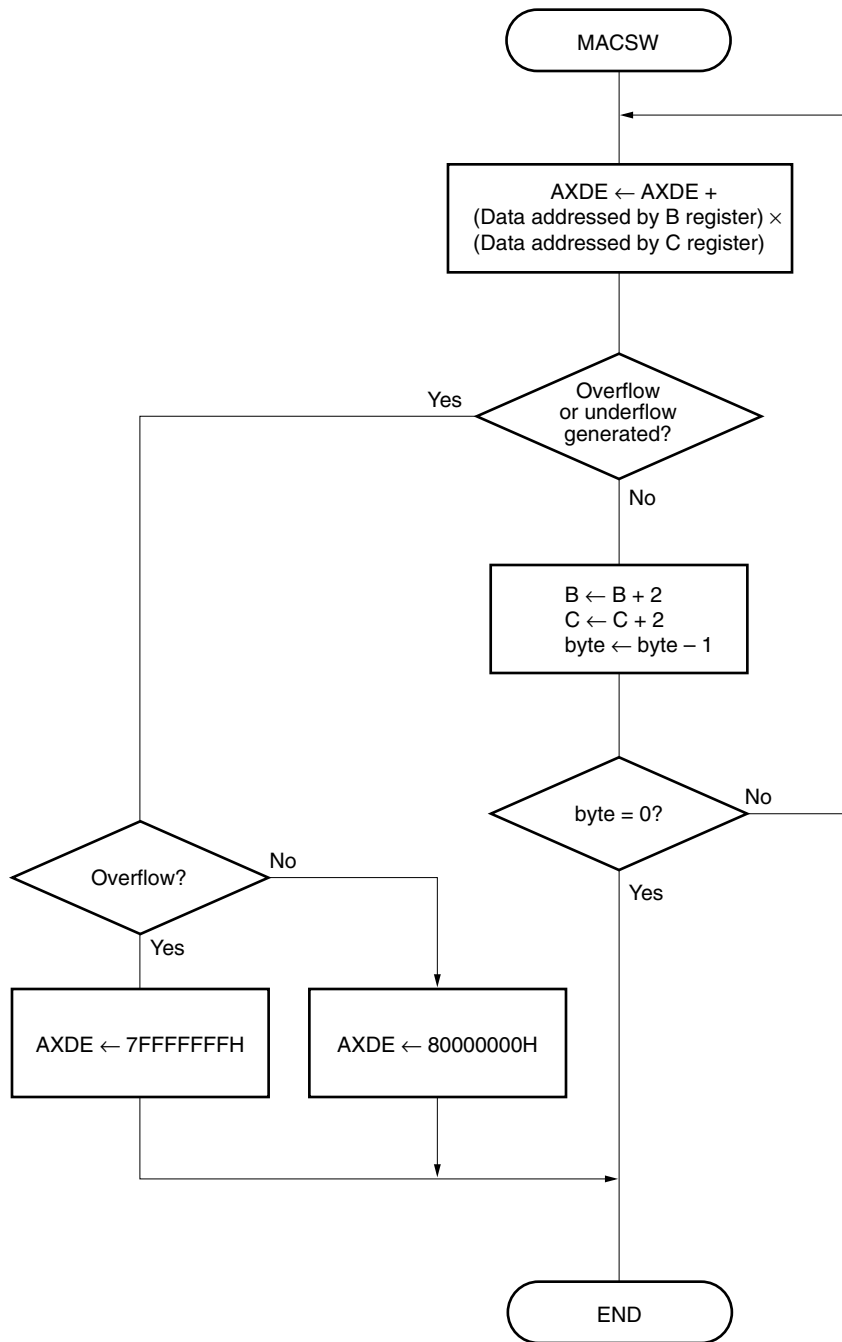 MACSW
AXDE ← AXDE +
(Data addressed by B register) ×
(Data addressed by C register)
Overflow
or underflow
generated?
Yes
No
B ← B + 2
C ← C + 2
byte ← byte – 1
byte = 0?
No
Yes
Overflow?
No
Yes
AXDE ← 7FFFFFFFH
AXDE ← 80000000H
END